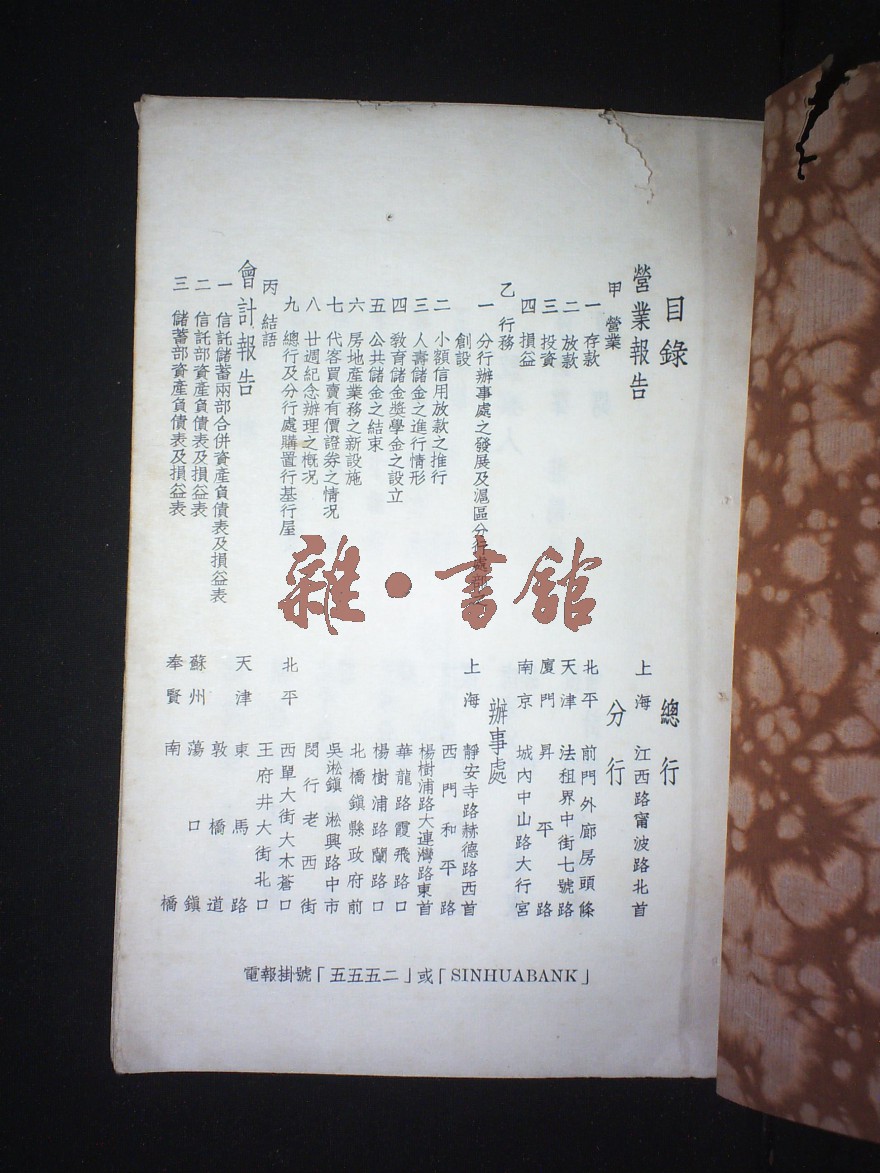 目錄
營業報告
甲 營業
一 存款
二 放款
三 投資
四 損益
乙 行務
一 分行辦事處之發展及滬區分行
創設
二 小額信用放款之推行
三 人壽儲金之進行情形
四 教育儲金獎學金之設立
五 公共儲金之結束
六 房地產業務之新設施
七 代客買賣有價證券之情况
八 廿週紀念辦理之概况
九 總行及分行處購置行基行屋
丙 結語
會計報告
一 信託儲蓄兩部合併資產負債表及損益表
二 信託部資產負債表及損益表
三 儲蓄部資產負債表及損益表
總行
上海 江西路甯波路北首
分行
北平 前門外廊房頭條
天津 法租界中街七號路
廈門 昇平路
南京 城內中山路大行宮
辦事處
上海 靜安寺路赫德路西首
西門和平路
楊樹浦路大連灣路東首
華龍路霞飛路口
楊樹浦路蘭路口
北橋鎮縣政府前
吳淞鎮淞興路中市
閔行老西街
北平 西單大街大木蒼口
王府井大街北口
天津 東馬路
敦橋道
蘇州 蕩口鎮
奉賢 南橋
電報掛號「五五五二」或「SINHUABANK」
雜·書館